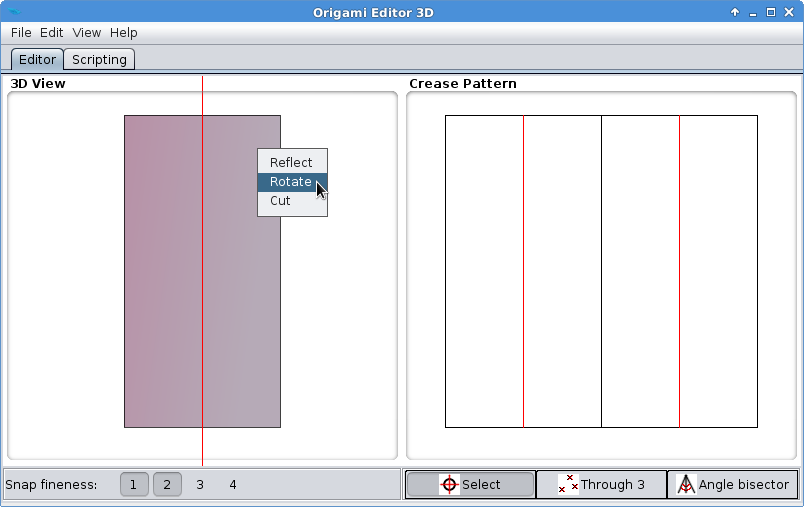 Origami Editor 3D
File Edit View Help
Editor Scripting
3D View
Crease Pattern
Reflect
Rotate
Cut
Snap fineness: 1 2 3 4 Select Through 3 Angle bisector